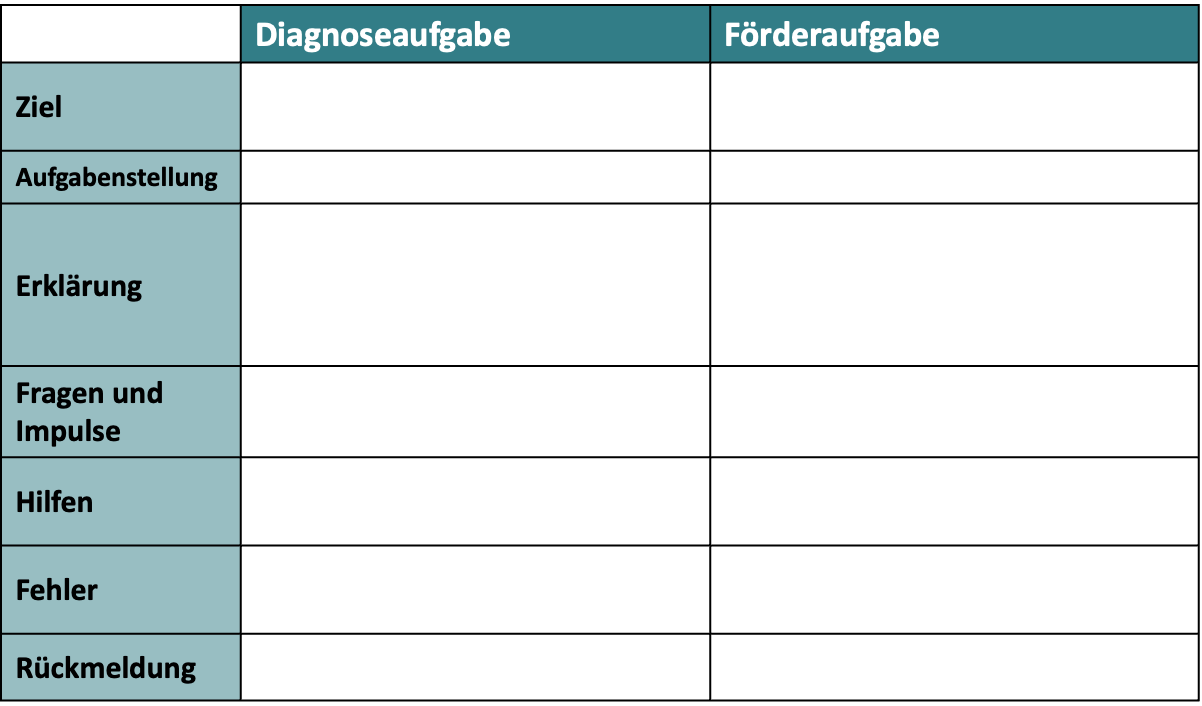 Diagnoseaufgabe Förderaufgabe
Ziel
Aufgabenstellung
Erklärung
Fragen und
Impulse
Hilfen
Fehler
Rückmeldung